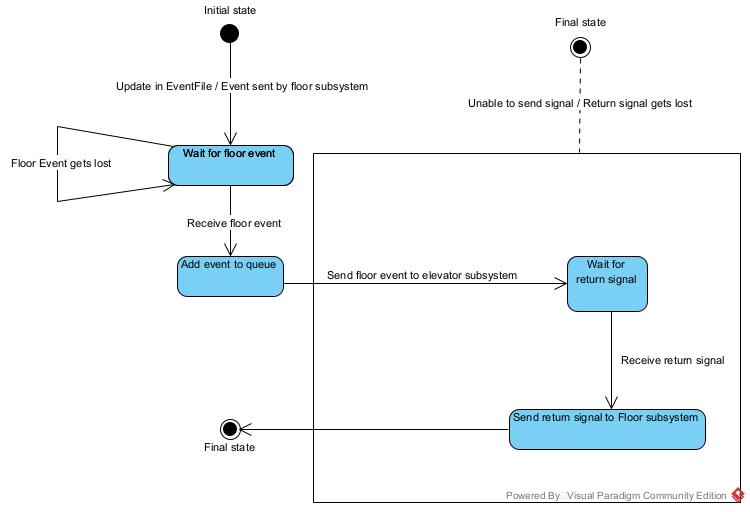 Initial state
Final state
Update in EventFile / Event sent by floor subsystem
Unable to send signal / Return signal gets lost
Wait for floor event
Floor Event gets lost
Receive floor event
Add event to queue
Send floor event to elevator subsystem
Wait for
return signal
Receive return signal
Send return signal to Floor subsystem
Final state
Powered By Visual Paradigm Community Edition